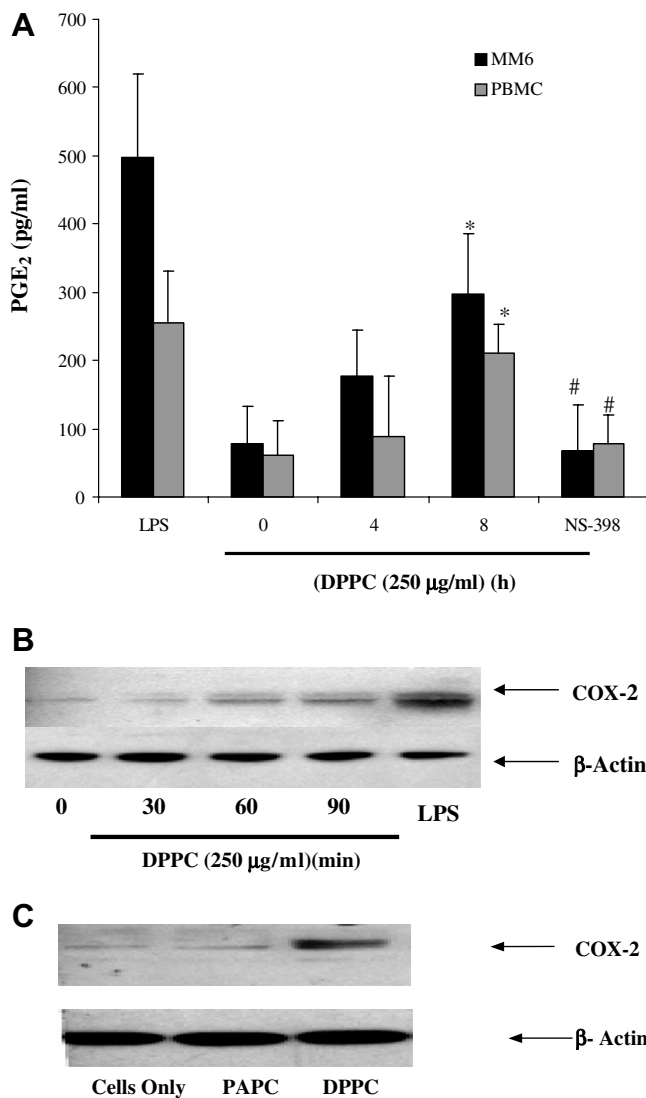 A
700
600
500
400
300
200
100
0
PGE₂ (pg/ml)
MM6
PBMC
*
*
#
#
LPS 0 4 8 NS-398
(DPPC (250 μg/ml) (h)
B
COX-2
β-Actin
0 30 60 90 LPS
DPPC (250 μg/ml)(min)
C
COX-2
β- Actin
Cells Only PAPC DPPC